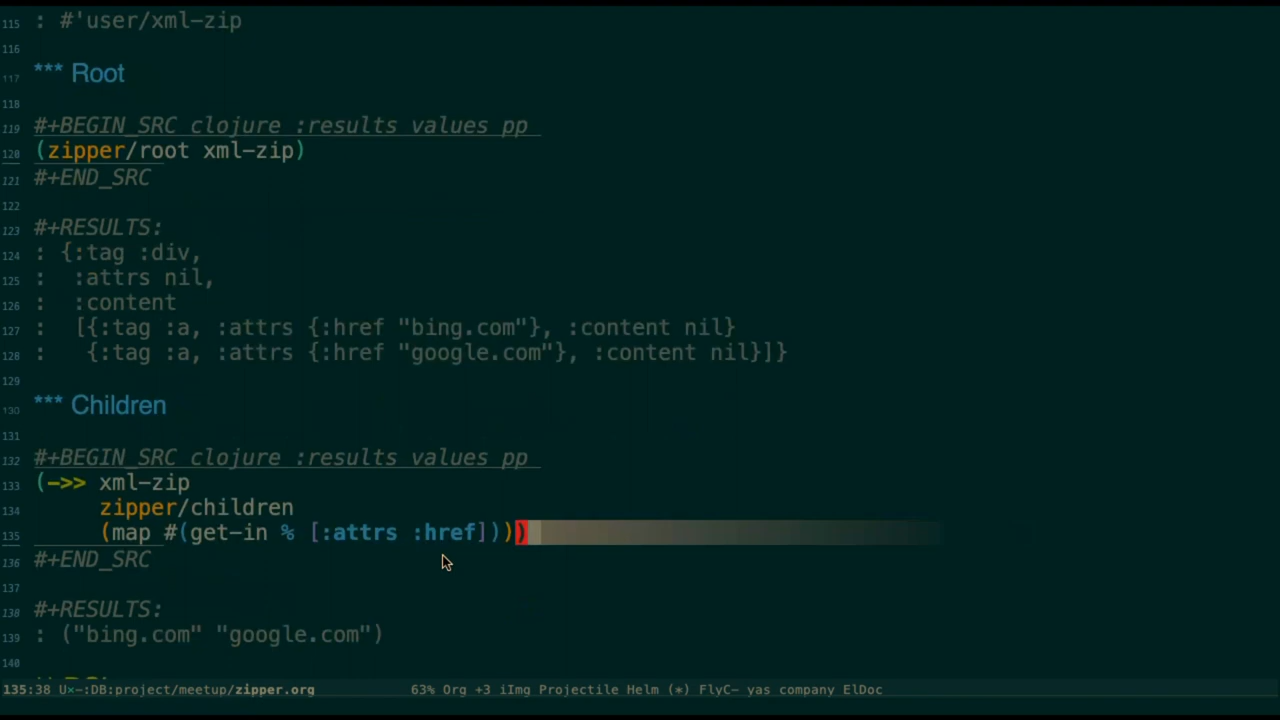 115 : #'user/xml-zip
116
117 *** Root
118
119 #+BEGIN_SRC clojure :results values pp
120 (zipper/root xml-zip)
121 #+END_SRC
122
123 #+RESULTS:
124 : {:tag :div,
125 :  :attrs nil,
126 :  :content
127 :  [{:tag :a, :attrs {:href "bing.com"}, :content nil}
128 :   {:tag :a, :attrs {:href "google.com"}, :content nil}]}
129
130 *** Children
131
132 #+BEGIN_SRC clojure :results values pp
133 (->> xml-zip
134      zipper/children
135      (map #(get-in % [:attrs :href])))
136 #+END_SRC
137
138 #+RESULTS:
139 : ("bing.com" "google.com")
140
135:38 U×-:DB:project/meetup/zipper.org 63% Org +3 iImg Projectile Helm (*) FlyC- yas company ElDoc